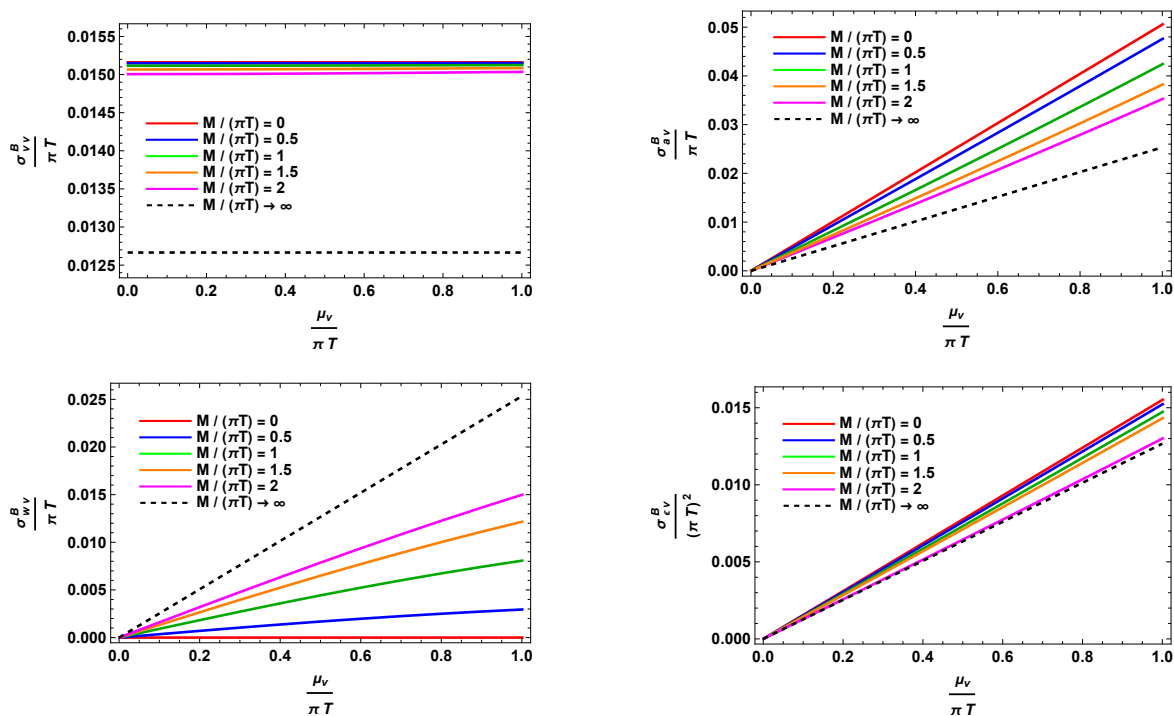 σ^B_vv / π T
0.0155
0.0150
0.0145
0.0140
0.0135
0.0130
0.0125
M / (πT) = 0
M / (πT) = 0.5
M / (πT) = 1
M / (πT) = 1.5
M / (πT) = 2
M / (πT) → ∞
0.0 0.2 0.4 0.6 0.8 1.0
μ_v / π T
σ^B_av / π T
0.05
0.04
0.03
0.02
0.01
0.00
M / (πT) = 0
M / (πT) = 0.5
M / (πT) = 1
M / (πT) = 1.5
M / (πT) = 2
M / (πT) → ∞
0.0 0.2 0.4 0.6 0.8 1.0
μ_v / π T
σ^B_wv / π T
0.025
0.020
0.015
0.010
0.005
0.000
M / (πT) = 0
M / (πT) = 0.5
M / (πT) = 1
M / (πT) = 1.5
M / (πT) = 2
M / (πT) → ∞
0.0 0.2 0.4 0.6 0.8 1.0
μ_v / π T
σ^B_εv / (π T)^2
0.015
0.010
0.005
0.000
M / (πT) = 0
M / (πT) = 0.5
M / (πT) = 1
M / (πT) = 1.5
M / (πT) = 2
M / (πT) → ∞
0.0 0.2 0.4 0.6 0.8 1.0
μ_v / π T